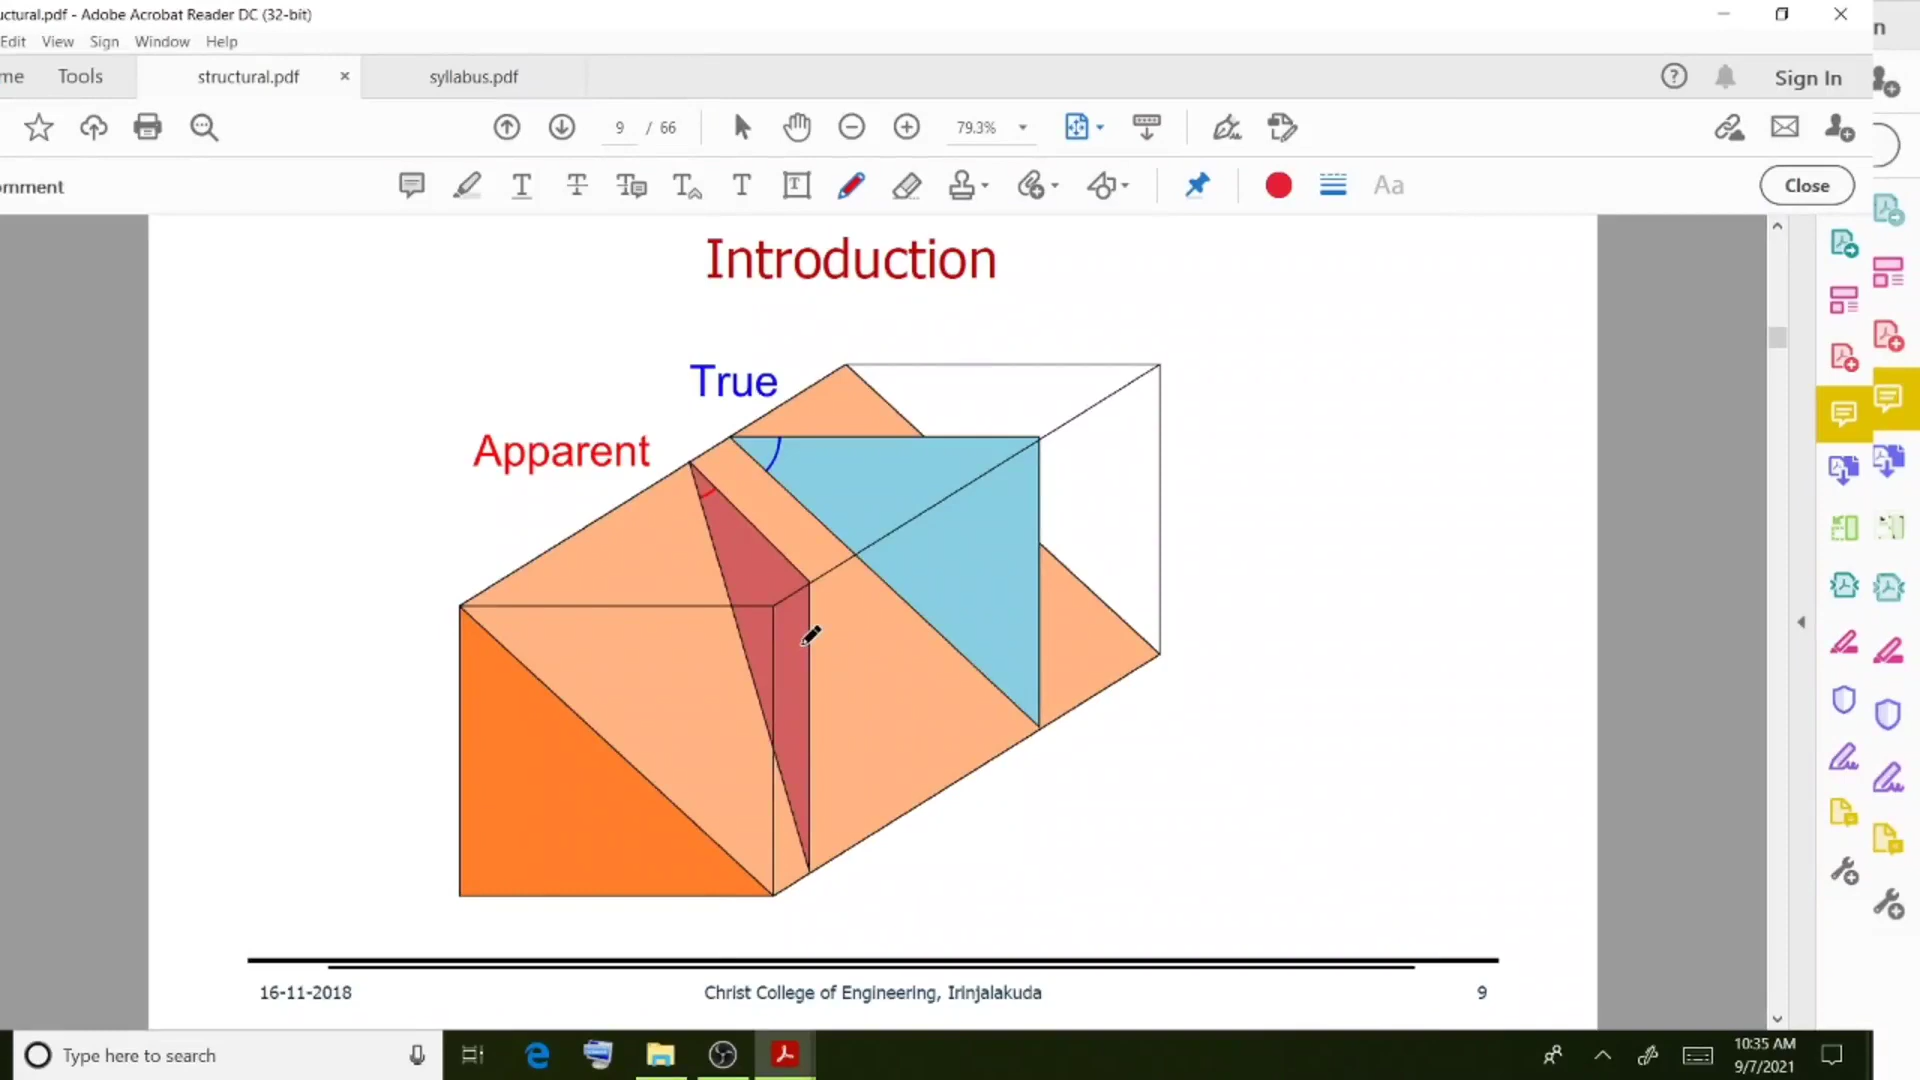 uctural.pdf - Adobe Acrobat Reader DC (32-bit)
Edit View Sign Window Help
me Tools structural.pdf × syllabus.pdf Sign In
9 / 66 79.3%
omment Aa Close
Introduction
True
Apparent
16-11-2018 Christ College of Engineering, Irinjalakuda 9
Type here to search
10:35 AM
9/7/2021